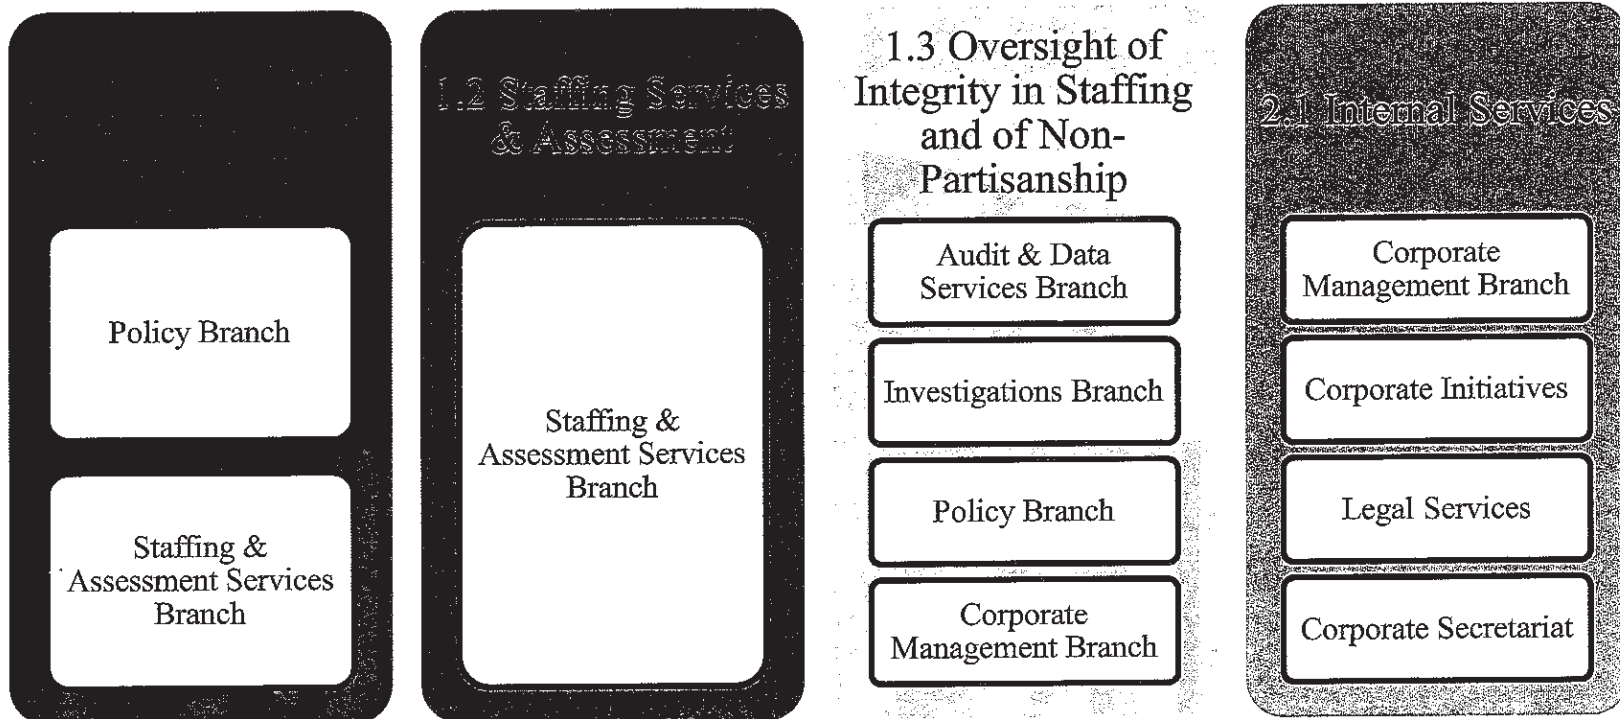 Policy Branch
Staffing &
Assessment Services
Branch
1.2 Staffing Services
& Assessment
Staffing &
Assessment Services
Branch
1.3 Oversight of
Integrity in Staffing
and of Non-
Partisanship
Audit & Data
Services Branch
Investigations Branch
Policy Branch
Corporate
Management Branch
2.1 Internal Services
Corporate
Management Branch
Corporate Initiatives
Legal Services
Corporate Secretariat